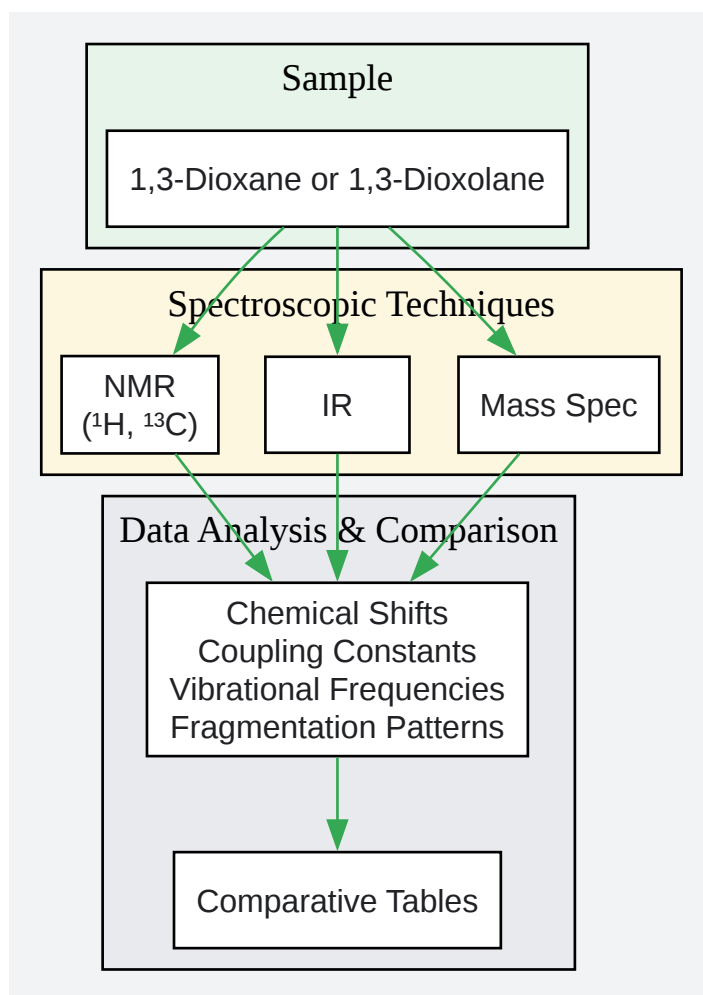 Sample
1,3-Dioxane or 1,3-Dioxolane
Spectroscopic Techniques
NMR
(¹H, ¹³C)
IR
Mass Spec
Data Analysis & Comparison
Chemical Shifts
Coupling Constants
Vibrational Frequencies
Fragmentation Patterns
Comparative Tables